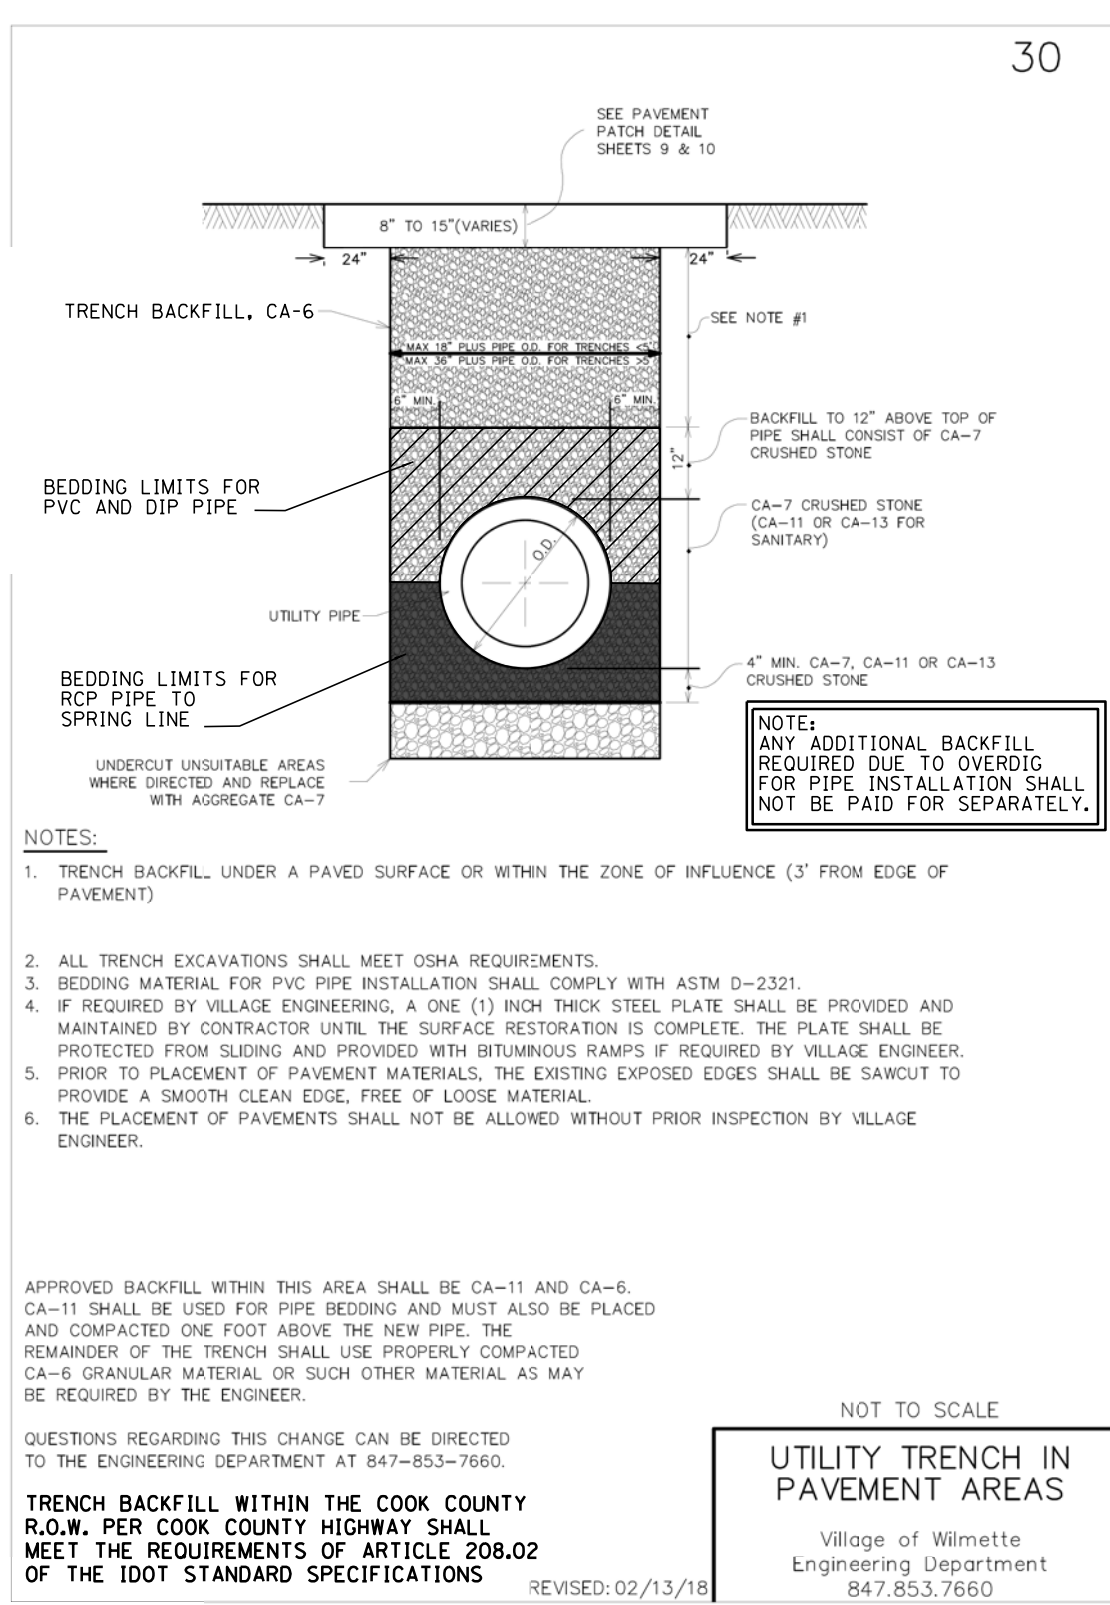 30
SEE PAVEMENT
PATCH DETAIL
SHEETS 9 & 10
8" TO 15"(VARIES)
24"
24"
TRENCH BACKFILL, CA-6
SEE NOTE #1
MAX 18" PLUS PIPE O.D. FOR TRENCHES <5'
MAX 36" PLUS PIPE O.D. FOR TRENCHES >5'
6" MIN.
6" MIN.
BACKFILL TO 12" ABOVE TOP OF
PIPE SHALL CONSIST OF CA-7
CRUSHED STONE
12"
BEDDING LIMITS FOR
PVC AND DIP PIPE
CA-7 CRUSHED STONE
(CA-11 OR CA-13 FOR
SANITARY)
O.D.
UTILITY PIPE
BEDDING LIMITS FOR
RCP PIPE TO
SPRING LINE
4" MIN. CA-7, CA-11 OR CA-13
CRUSHED STONE
NOTE:
ANY ADDITIONAL BACKFILL
REQUIRED DUE TO OVERDIG
FOR PIPE INSTALLATION SHALL
NOT BE PAID FOR SEPARATELY.
UNDERCUT UNSUITABLE AREAS
WHERE DIRECTED AND REPLACE
WITH AGGREGATE CA-7
NOTES:
1. TRENCH BACKFILL UNDER A PAVED SURFACE OR WITHIN THE ZONE OF INFLUENCE (3' FROM EDGE OF
PAVEMENT)
2. ALL TRENCH EXCAVATIONS SHALL MEET OSHA REQUIREMENTS.
3. BEDDING MATERIAL FOR PVC PIPE INSTALLATION SHALL COMPLY WITH ASTM D-2321.
4. IF REQUIRED BY VILLAGE ENGINEERING, A ONE (1) INCH THICK STEEL PLATE SHALL BE PROVIDED AND
MAINTAINED BY CONTRACTOR UNTIL THE SURFACE RESTORATION IS COMPLETE. THE PLATE SHALL BE
PROTECTED FROM SLIDING AND PROVIDED WITH BITUMINOUS RAMPS IF REQUIRED BY VILLAGE ENGINEER.
5. PRIOR TO PLACEMENT OF PAVEMENT MATERIALS, THE EXISTING EXPOSED EDGES SHALL BE SAWCUT TO
PROVIDE A SMOOTH CLEAN EDGE, FREE OF LOOSE MATERIAL.
6. THE PLACEMENT OF PAVEMENTS SHALL NOT BE ALLOWED WITHOUT PRIOR INSPECTION BY VILLAGE
ENGINEER.
APPROVED BACKFILL WITHIN THIS AREA SHALL BE CA-11 AND CA-6.
CA-11 SHALL BE USED FOR PIPE BEDDING AND MUST ALSO BE PLACED
AND COMPACTED ONE FOOT ABOVE THE NEW PIPE. THE
REMAINDER OF THE TRENCH SHALL USE PROPERLY COMPACTED
CA-6 GRANULAR MATERIAL OR SUCH OTHER MATERIAL AS MAY
BE REQUIRED BY THE ENGINEER.
QUESTIONS REGARDING THIS CHANGE CAN BE DIRECTED
TO THE ENGINEERING DEPARTMENT AT 847-853-7660.
TRENCH BACKFILL WITHIN THE COOK COUNTY
R.O.W. PER COOK COUNTY HIGHWAY SHALL
MEET THE REQUIREMENTS OF ARTICLE 208.02
OF THE IDOT STANDARD SPECIFICATIONS
REVISED: 02/13/18
NOT TO SCALE
UTILITY TRENCH IN
PAVEMENT AREAS
Village of Wilmette
Engineering Department
847.853.7660